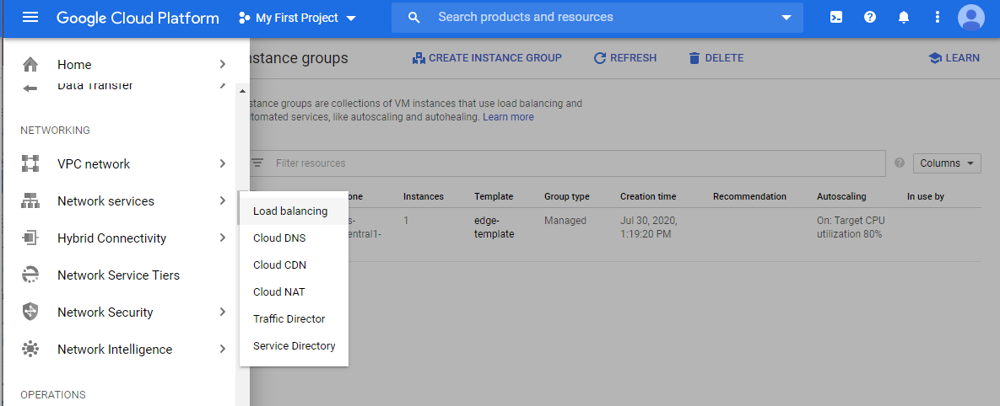 Google Cloud Platform
My First Project
Search products and resources
Home
Data Transfer
NETWORKING
VPC network
Network services
Hybrid Connectivity
Network Service Tiers
Network Security
Network Intelligence
OPERATIONS
Load balancing
Cloud DNS
Cloud CDN
Cloud NAT
Traffic Director
Service Directory
nstance groups
CREATE INSTANCE GROUP
REFRESH
DELETE
LEARN
stance groups are collections of VM instances that use load balancing and
utomated services, like autoscaling and autohealing. Learn more
Filter resources
Columns
one
Instances
Template
Group type
Creation time
Recommendation
Autoscaling
In use by
s-
entral1-
1
edge-
template
Managed
Jul 30, 2020,
1:19:20 PM
On: Target CPU
utilization 80%